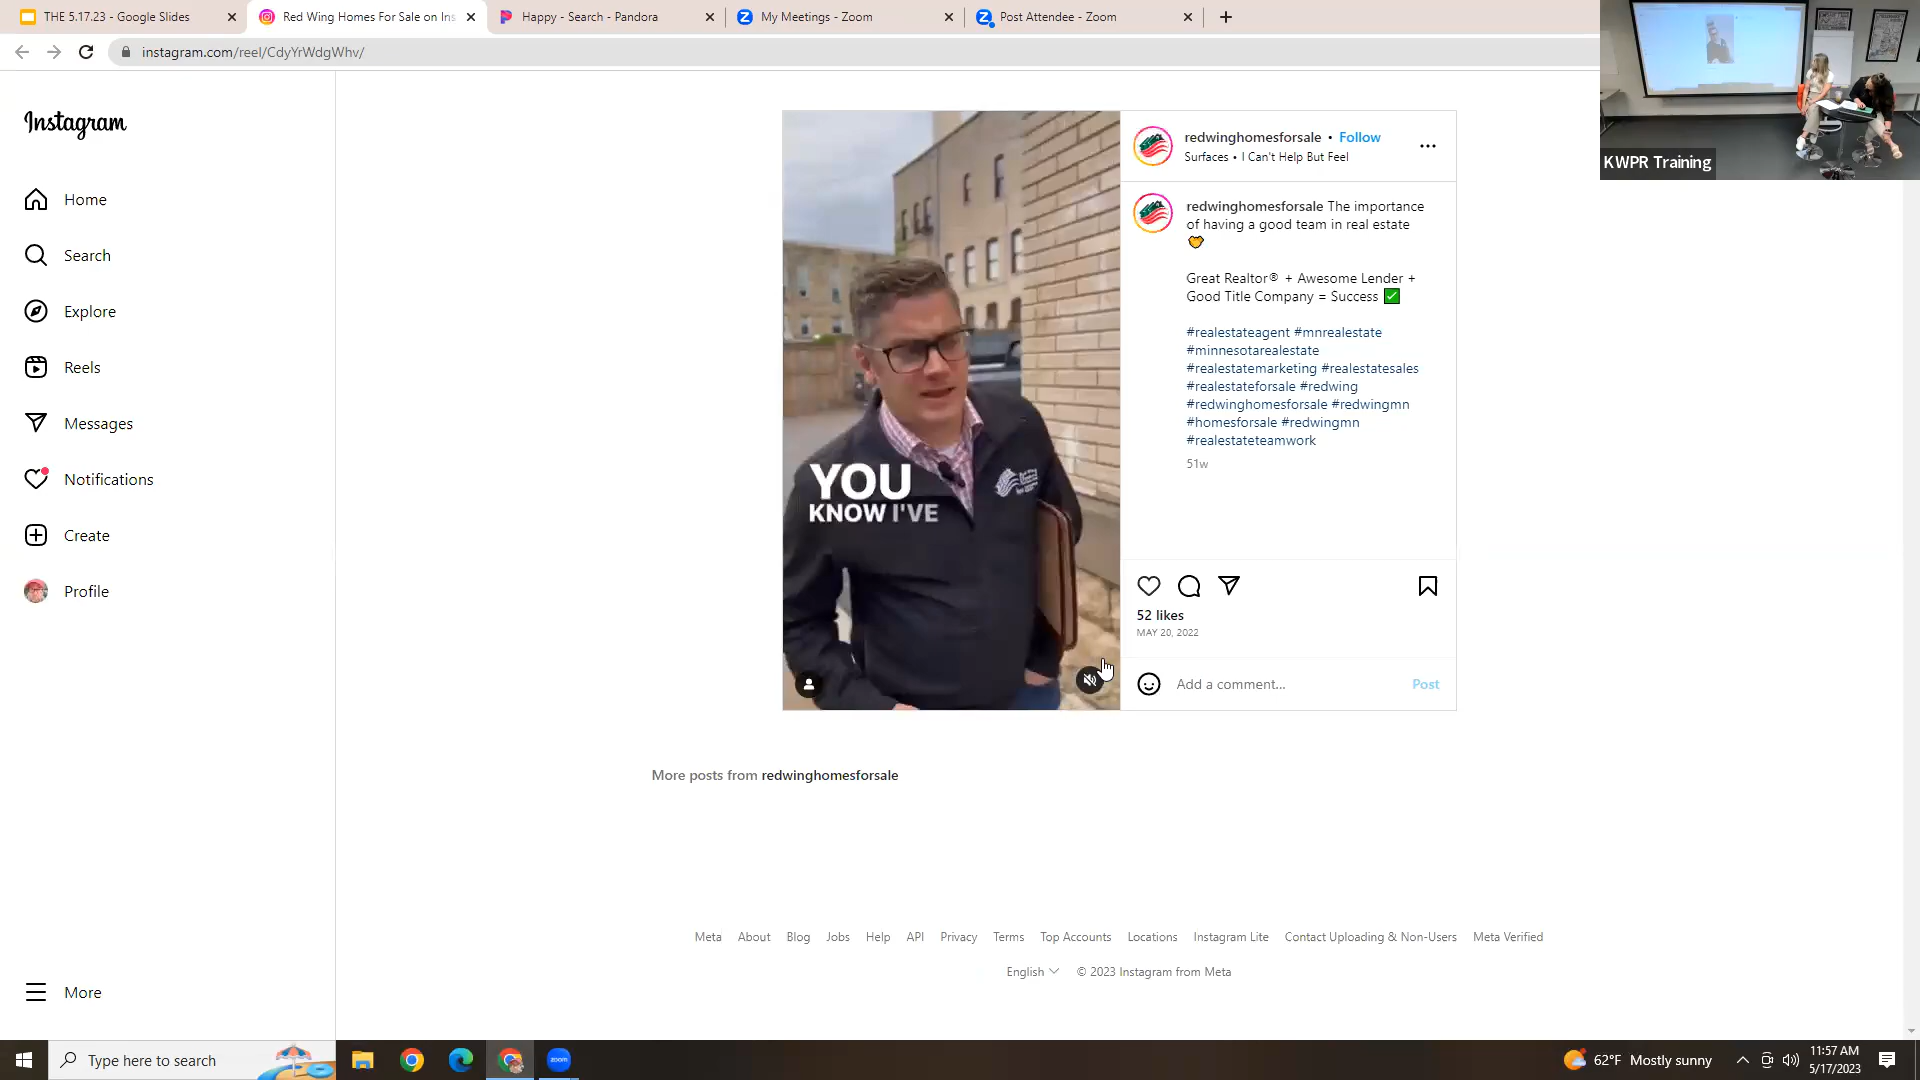 THE 5.17.23 - Google Slides
Red Wing Homes For Sale on Ins
Happy - Search - Pandora
My Meetings - Zoom
Post Attendee - Zoom
instagram.com/reel/CdyYrWdgWhv/
KWPR Training
Instagram
Home
Search
Explore
Reels
Messages
Notifications
Create
Profile
More
YOU
KNOW I'VE
redwinghomesforsale • Follow
Surfaces • I Can't Help But Feel
redwinghomesforsale The importance
of having a good team in real estate
🤝
Great Realtor® + Awesome Lender +
Good Title Company = Success ✅
#realestateagent #mnrealestate
#minnesotarealestate
#realestatemarketing #realestatesales
#realestateforsale #redwing
#redwinghomesforsale #redwingmn
#homesforsale #redwingmn
#realestateteamwork
51w
52 likes
MAY 20, 2022
Add a comment...
Post
More posts from redwinghomesforsale
Meta About Blog Jobs Help API Privacy Terms Top Accounts Locations Instagram Lite Contact Uploading & Non-Users Meta Verified
English © 2023 Instagram from Meta
Type here to search
zoom
62°F Mostly sunny
11:57 AM
5/17/2023